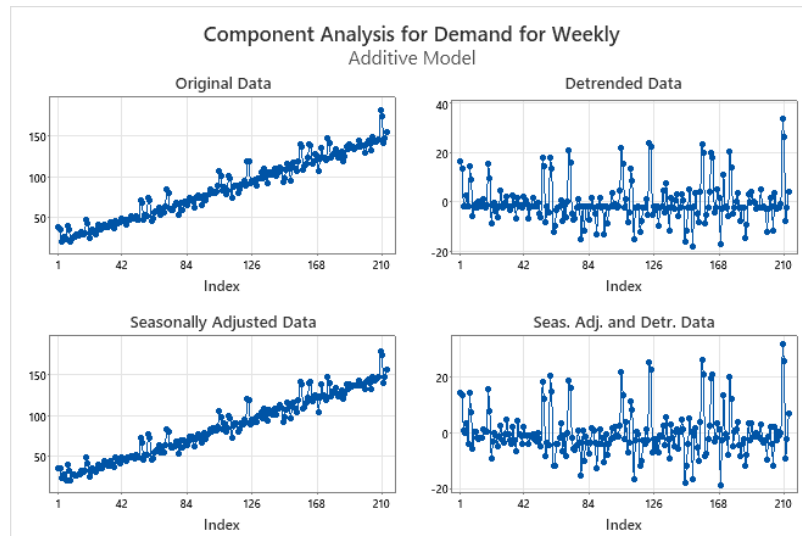 Component Analysis for Demand for Weekly
Additive Model
Original Data
150
100
50
1 42 84 126 168 210
Index
Detrended Data
40
20
0
-20
1 42 84 126 168 210
Index
Seasonally Adjusted Data
150
100
50
1 42 84 126 168 210
Index
Seas. Adj. and Detr. Data
20
0
-20
1 42 84 126 168 210
Index